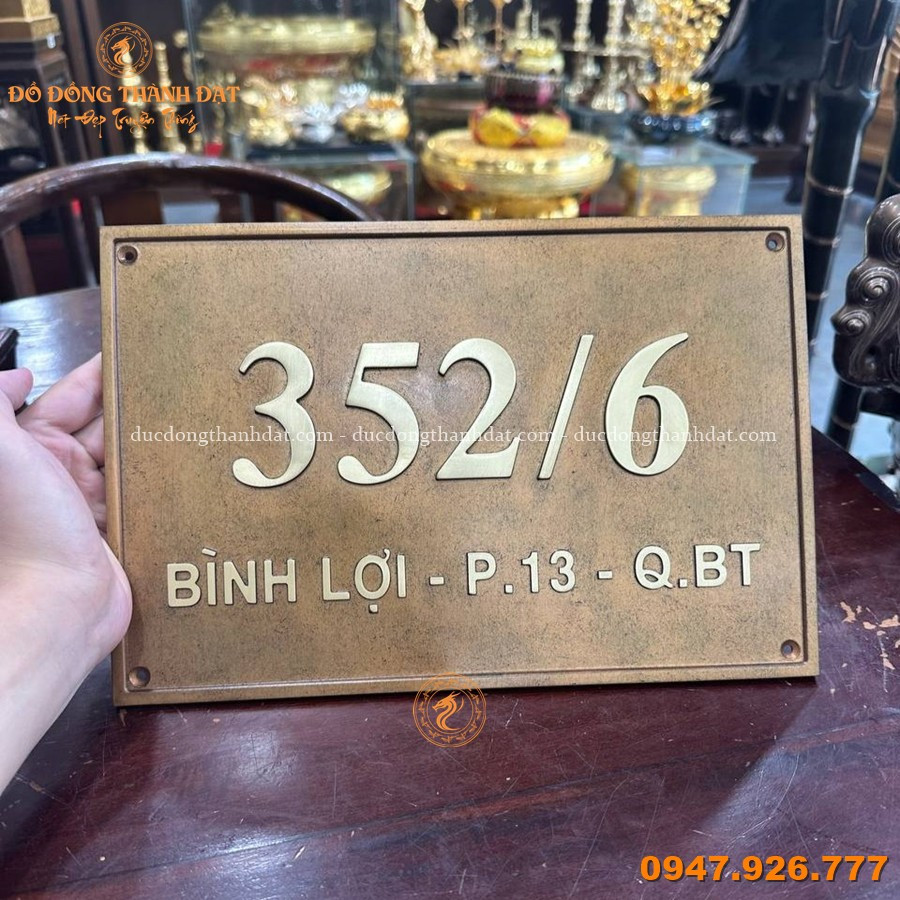 ĐỒ ĐỒNG THÀNH ĐẠT
Nét Đẹp Truyền Thống
352/6
ducdongthanhdat.com - ducdongthanhdat.com - ducdongthanhdat.com
BÌNH LỢI - P.13 - Q.BT
0947.926.777